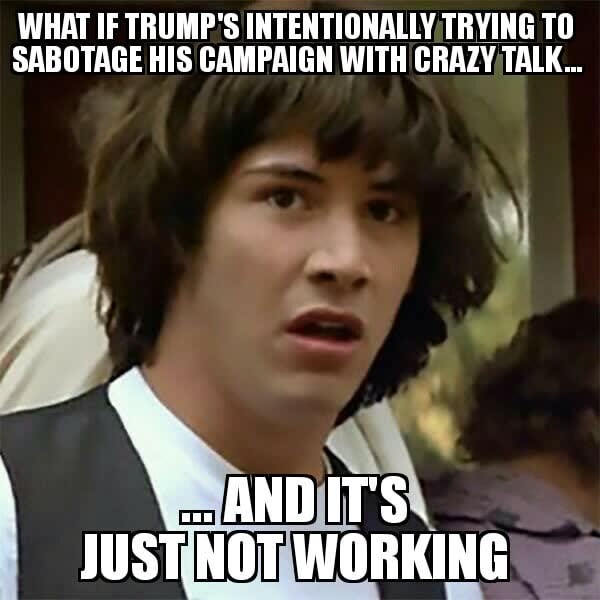 WHAT IF TRUMP'S INTENTIONALLY TRYING TO
SABOTAGE HIS CAMPAIGN WITH CRAZY TALK...
... AND IT'S
JUST NOT WORKING